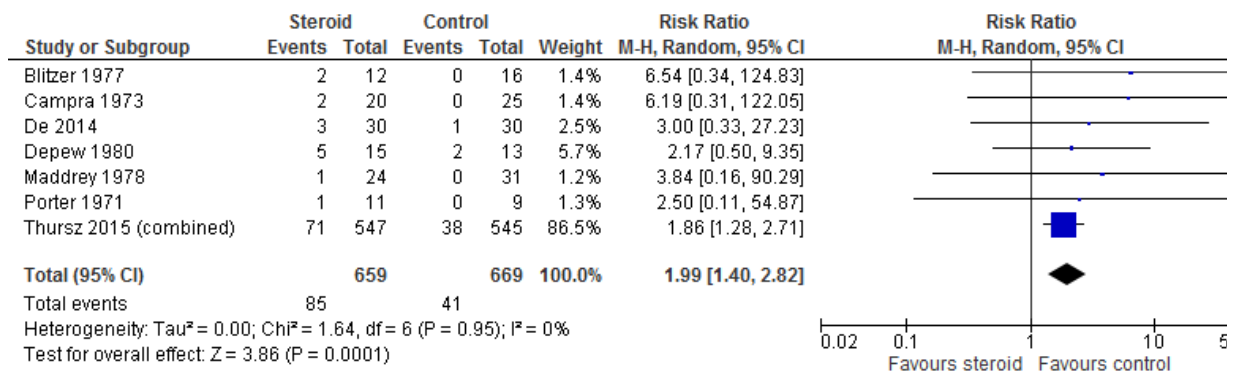 Steroid Control Risk Ratio Risk Ratio
Study or Subgroup Events Total Events Total Weight M-H, Random, 95% CI M-H, Random, 95% CI
Blitzer 1977 2 12 0 16 1.4% 6.54 [0.34, 124.83]
Campra 1973 2 20 0 25 1.4% 6.19 [0.31, 122.05]
De 2014 3 30 1 30 2.5% 3.00 [0.33, 27.23]
Depew 1980 5 15 2 13 5.7% 2.17 [0.50, 9.35]
Maddrey 1978 1 24 0 31 1.2% 3.84 [0.16, 90.29]
Porter 1971 1 11 0 9 1.3% 2.50 [0.11, 54.87]
Thursz 2015 (combined) 71 547 38 545 86.5% 1.86 [1.28, 2.71]
Total (95% CI) 659 669 100.0% 1.99 [1.40, 2.82]
Total events 85 41
Heterogeneity: Tau² = 0.00; Chi² = 1.64, df = 6 (P = 0.95); I² = 0%
Test for overall effect: Z = 3.86 (P = 0.0001)
0.02 0.1 1 10 5
Favours steroid Favours control